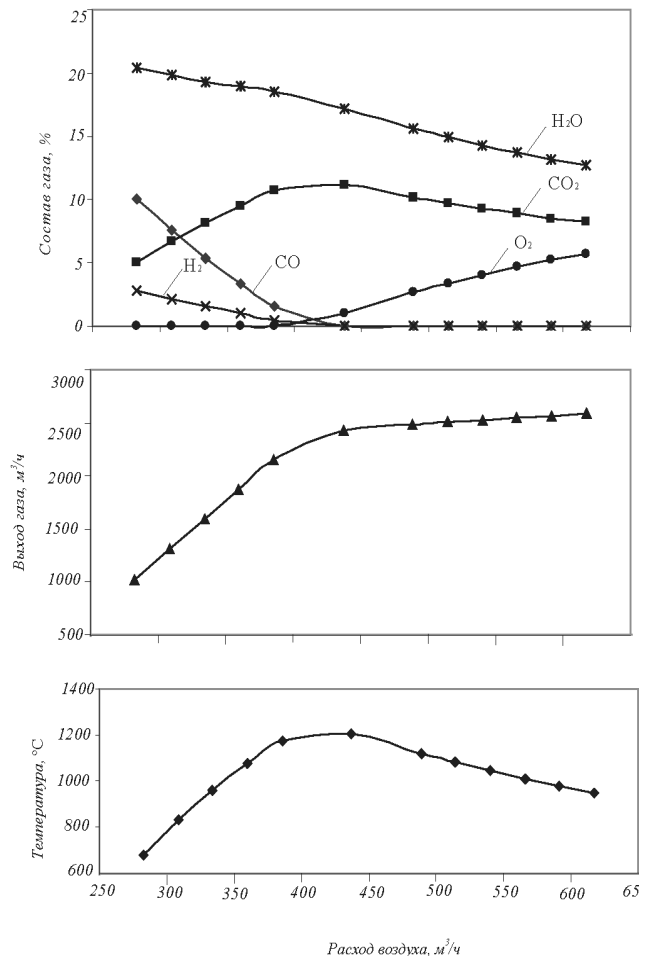 25
20
15
10
5
0
Состав газа, %
H₂O
CO₂
O₂
H₂
CO
3000
2500
2000
1500
1000
500
Выход газа, м³/ч
1400
1200
1000
800
600
Температура, °C
250 300 350 400 450 500 550 600 65
Расход воздуха, м³/ч